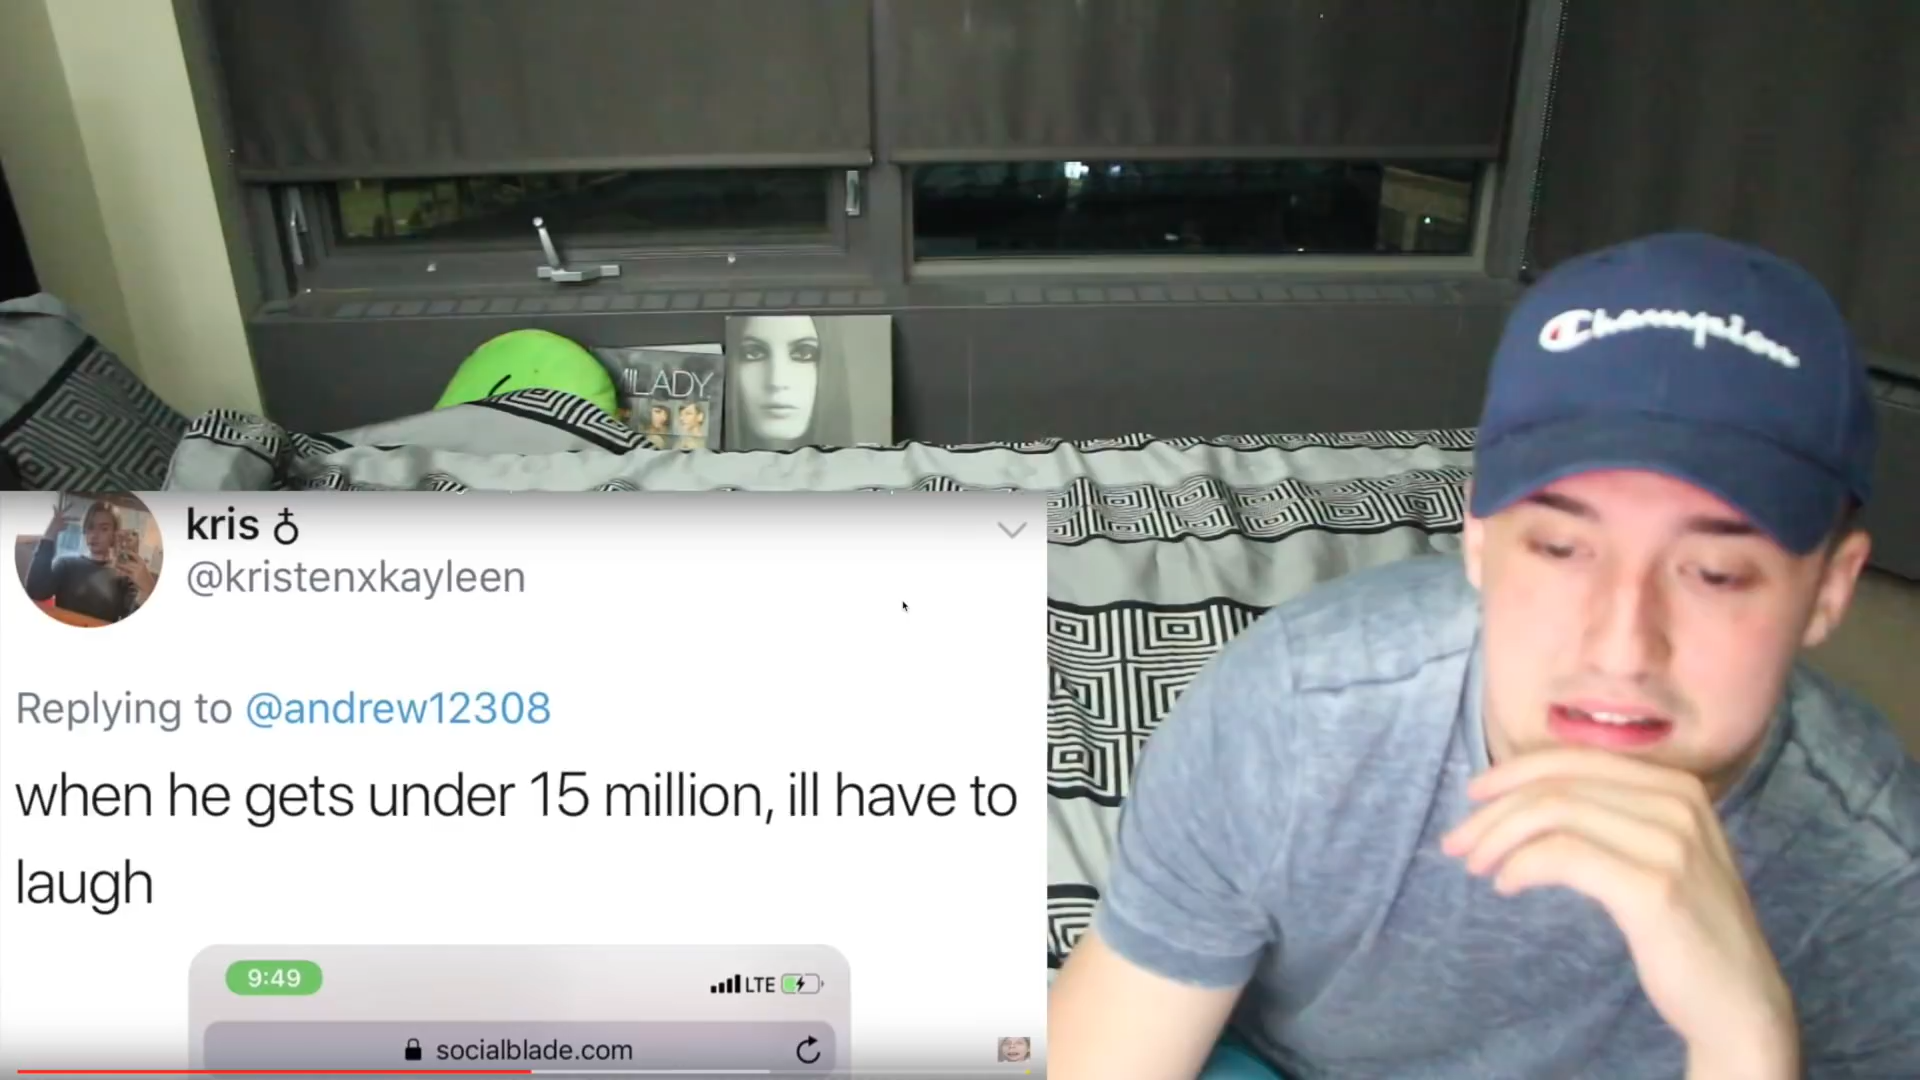 Champion
MILADY
kris ♁
@kristenxkayleen
Replying to @andrew12308
when he gets under 15 million, ill have to
laugh
9:49
LTE
socialblade.com